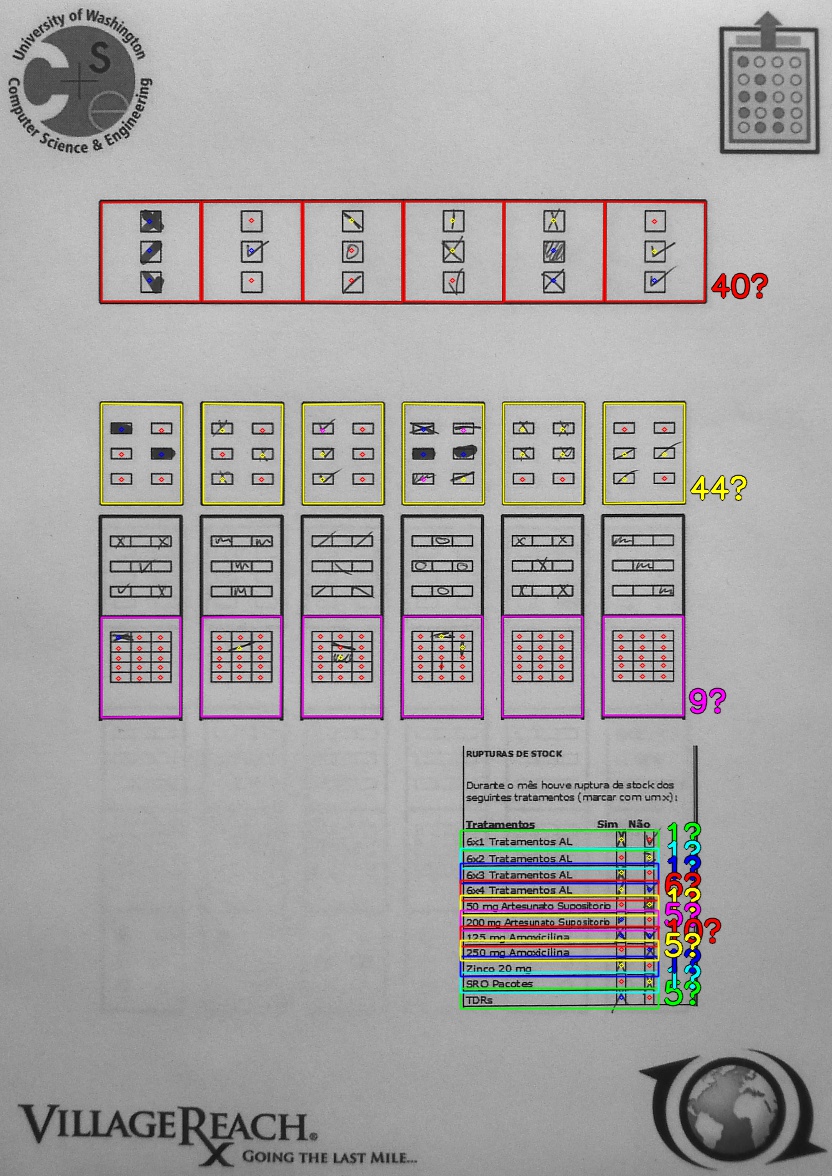 University of Washington
Computer Science & Engineering
CSe
40?
44?
9?
RUPTURAS DE STOCK
Durante o mês houve ruptura de stock dos
seguintes tratamentos (marcar com um x):
Tratamentos Sim Não
6x1 Tratamentos AL 1?
6x2 Tratamentos AL 1?
6x3 Tratamentos AL 1?
6x4 Tratamentos AL 6?
50 mg Artesunato Supositorio 1?
200 mg Artesunato Supositorio 5?
125 mg Amoxicilina 10?
250 mg Amoxicilina 5?
Zinco 20 mg 1?
SRO Pacotes 1?
TDRs 5?
VILLAGEREACH®
Rx GOING THE LAST MILE...